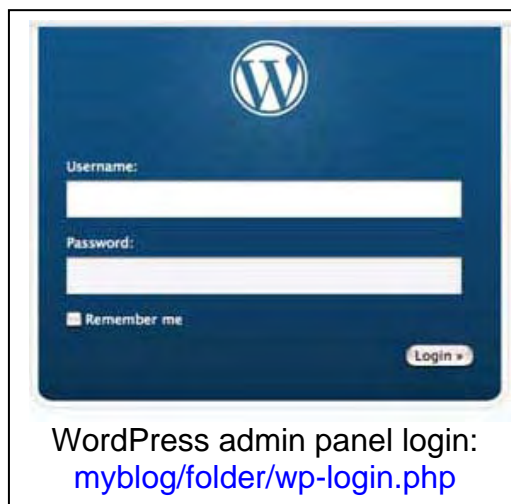 Username:
Password:
Remember me
Login »
WordPress admin panel login:
myblog/folder/wp-login.php